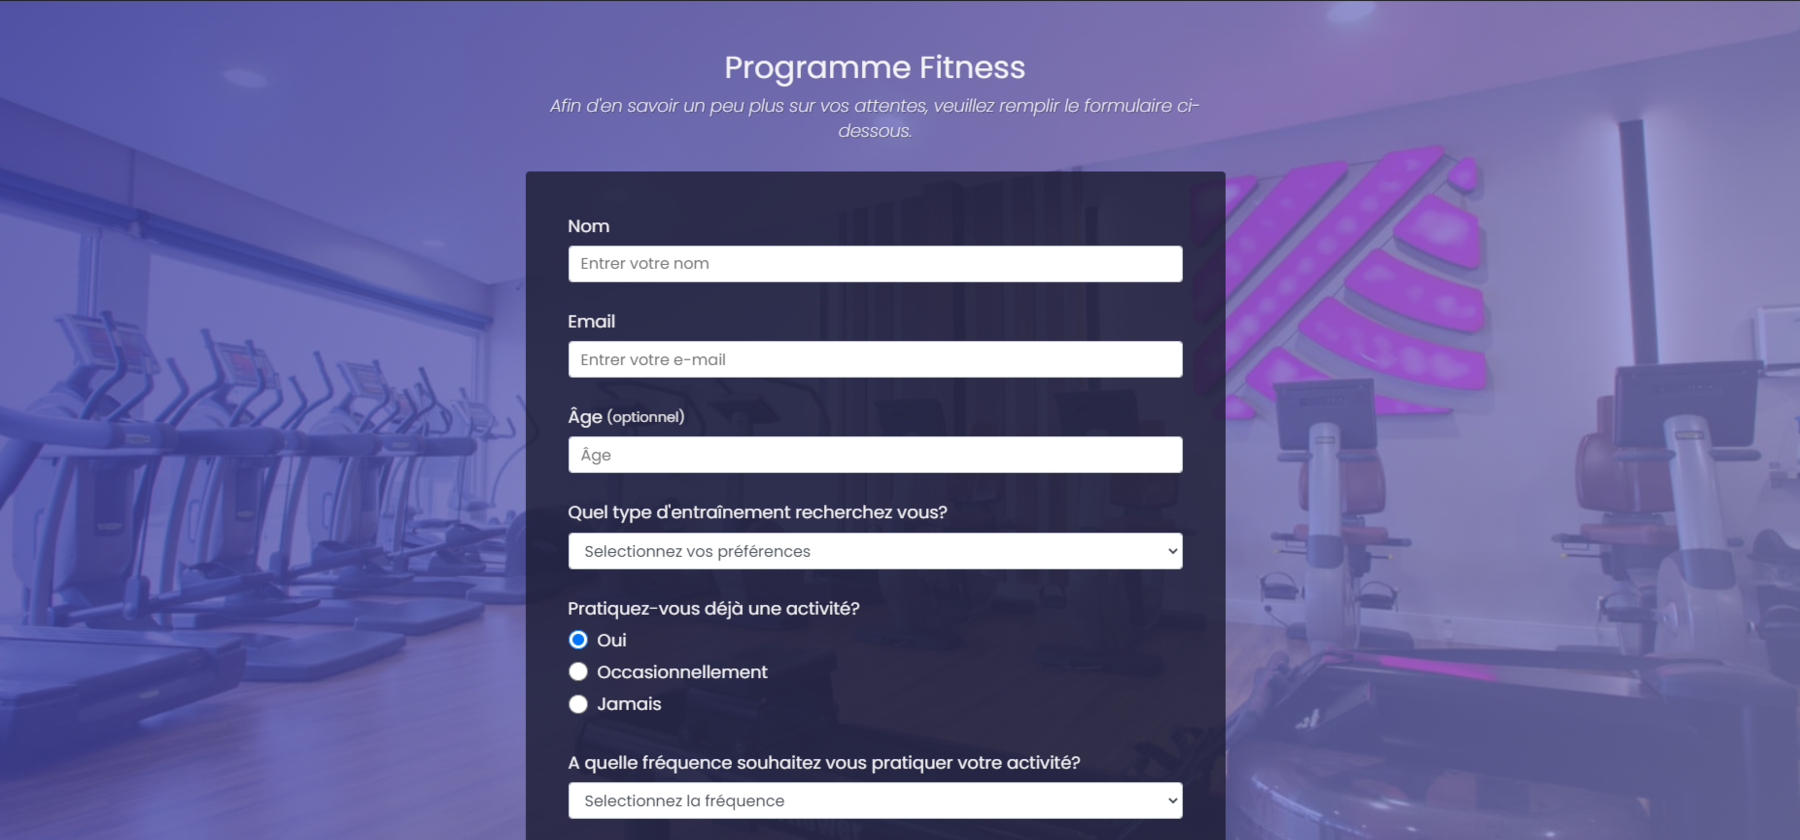 Programme Fitness
Afin d'en savoir un peu plus sur vos attentes, veuillez remplir le formulaire ci-
dessous.
Nom
Entrer votre nom
Email
Entrer votre e-mail
Âge (optionnel)
Âge
Quel type d'entraînement recherchez vous?
Selectionnez vos préférences
Pratiquez-vous déjà une activité?
Oui
Occasionnellement
Jamais
A quelle fréquence souhaitez vous pratiquer votre activité?
Selectionnez la fréquence